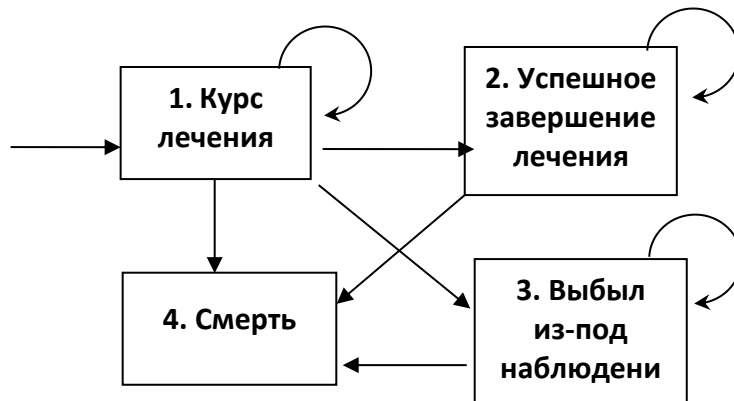 1. Курс
лечения
2. Успешное
завершение
лечения
4. Смерть
3. Выбыл
из-под
наблюдени